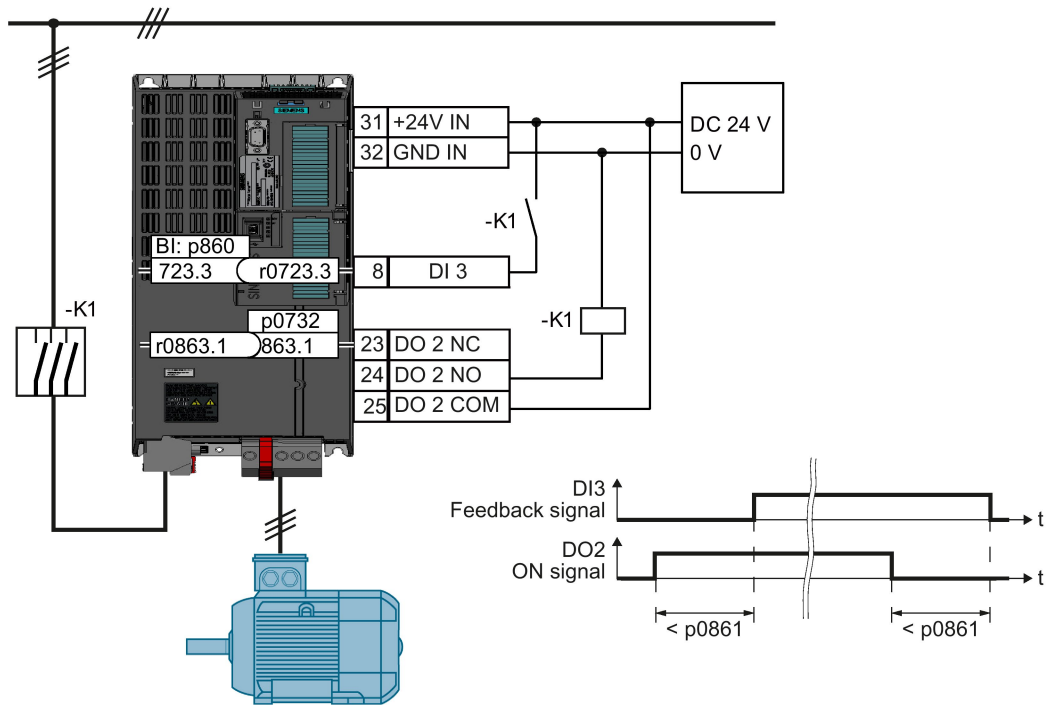 31 +24V IN
32 GND IN
DC 24 V
0 V
SIEMENS
-K1
BI: p860
723.3 r0723.3
8 DI 3
-K1
-K1
p0732
r0863.1 863.1
23 DO 2 NC
24 DO 2 NO
25 DO 2 COM
DI3
Feedback signal
t
DO2
ON signal
t
< p0861
< p0861